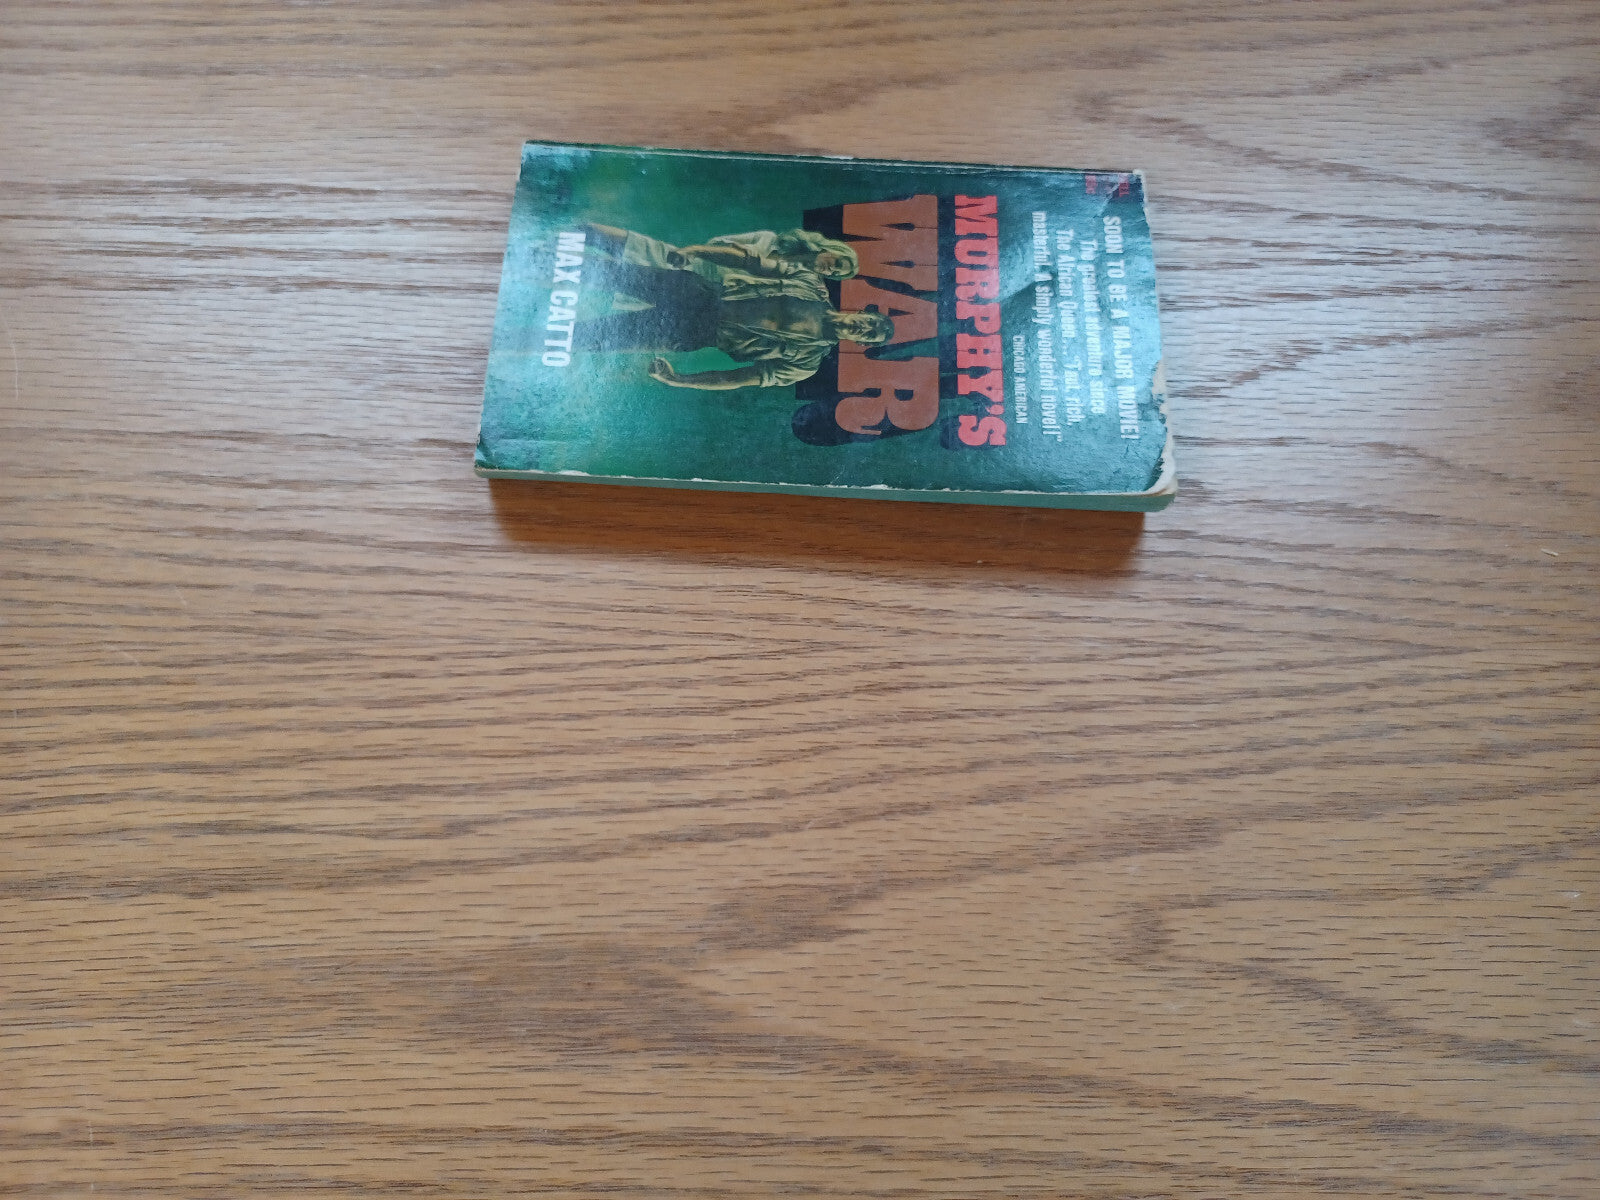 SOON TO BE A MAJOR MOVIE!
The grandest adventure since
The African Queen... "Taut, rich,
masterful. A simply wonderful novel!"
CHICAGO AMERICAN
MURPHY'S
WAR
MAX CATTO